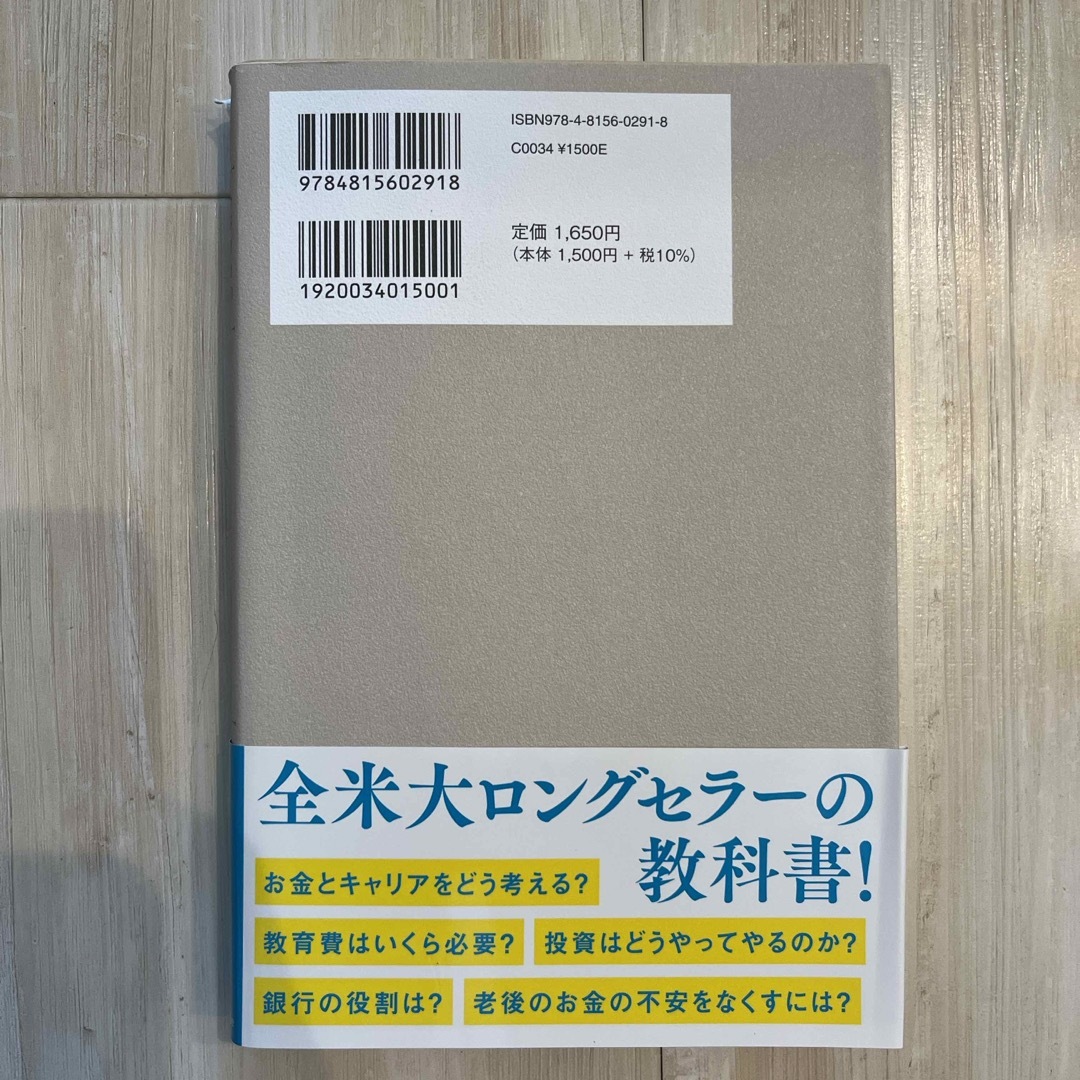 ISBN978-4-8156-0291-8
C0034 ¥1500E
9784815602918
定価 1,650円
（本体 1,500円 + 税10%）
1920034015001
全米大ロングセラーの
教科書!
お金とキャリアをどう考える?
教育費はいくら必要?
投資はどうやってやるのか?
銀行の役割は?
老後のお金の不安をなくすには?